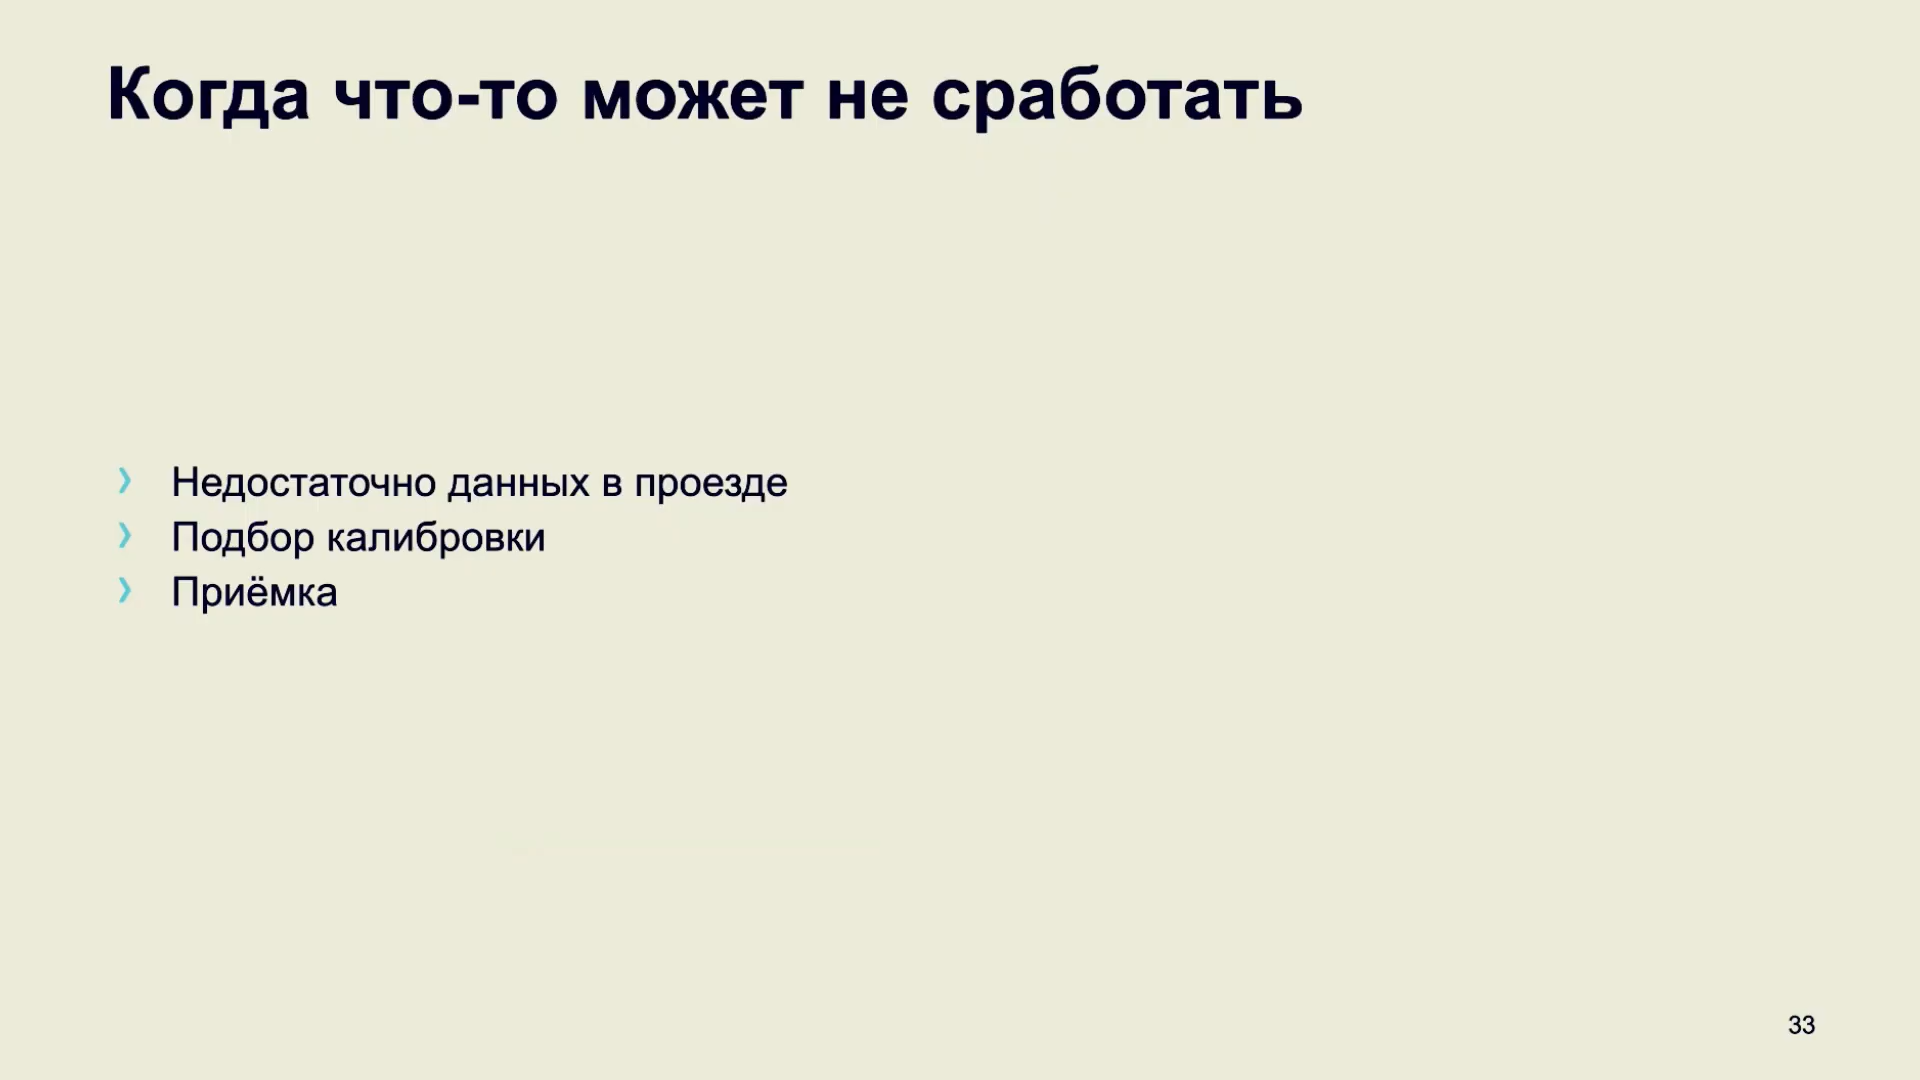 Когда что-то может не сработать
› Недостаточно данных в проезде
› Подбор калибровки
› Приёмка
33